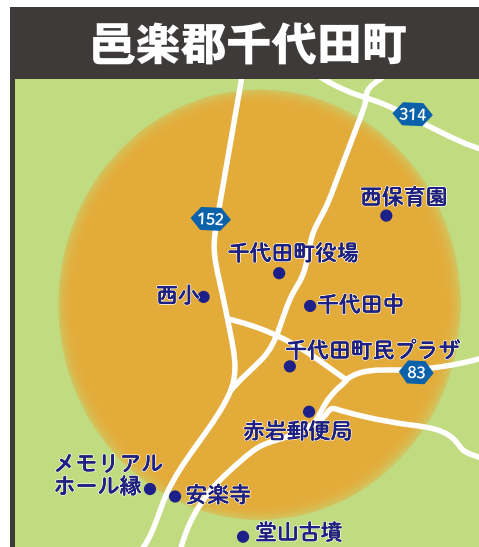 邑楽郡千代田町
314
西保育園
152
千代田町役場
西小
千代田中
千代田町民プラザ
83
赤岩郵便局
メモリアル
ホール縁
安楽寺
堂山古墳